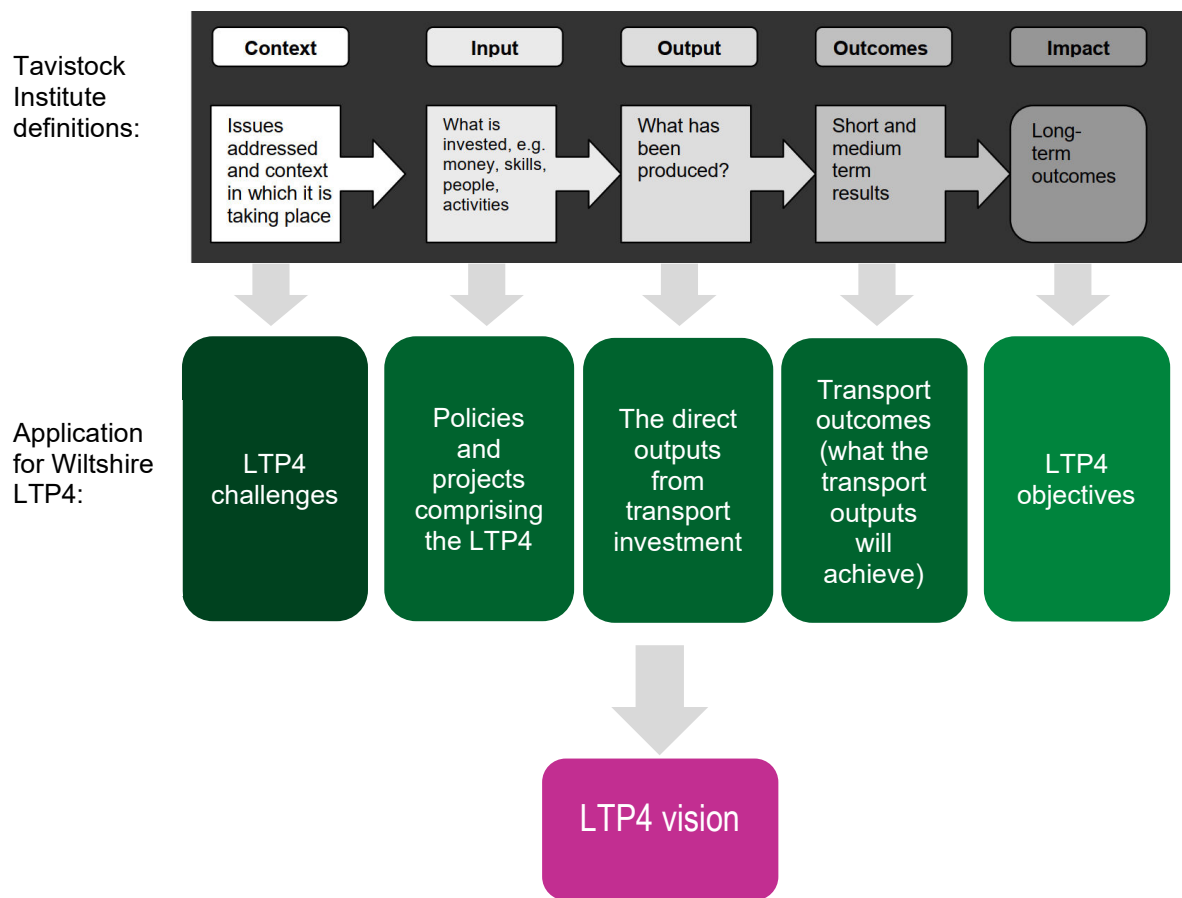 Tavistock
Institute
definitions:
Context
Input
Output
Outcomes
Impact
Issues
addressed
and context
in which it is
taking place
What is
invested, e.g.
money, skills,
people,
activities
What has
been
produced?
Short and
medium
term
results
Long-
term
outcomes
Application
for Wiltshire
LTP4:
LTP4
challenges
Policies
and
projects
comprising
the LTP4
The direct
outputs
from
transport
investment
Transport
outcomes
(what the
transport
outputs
will
achieve)
LTP4
objectives
LTP4 vision